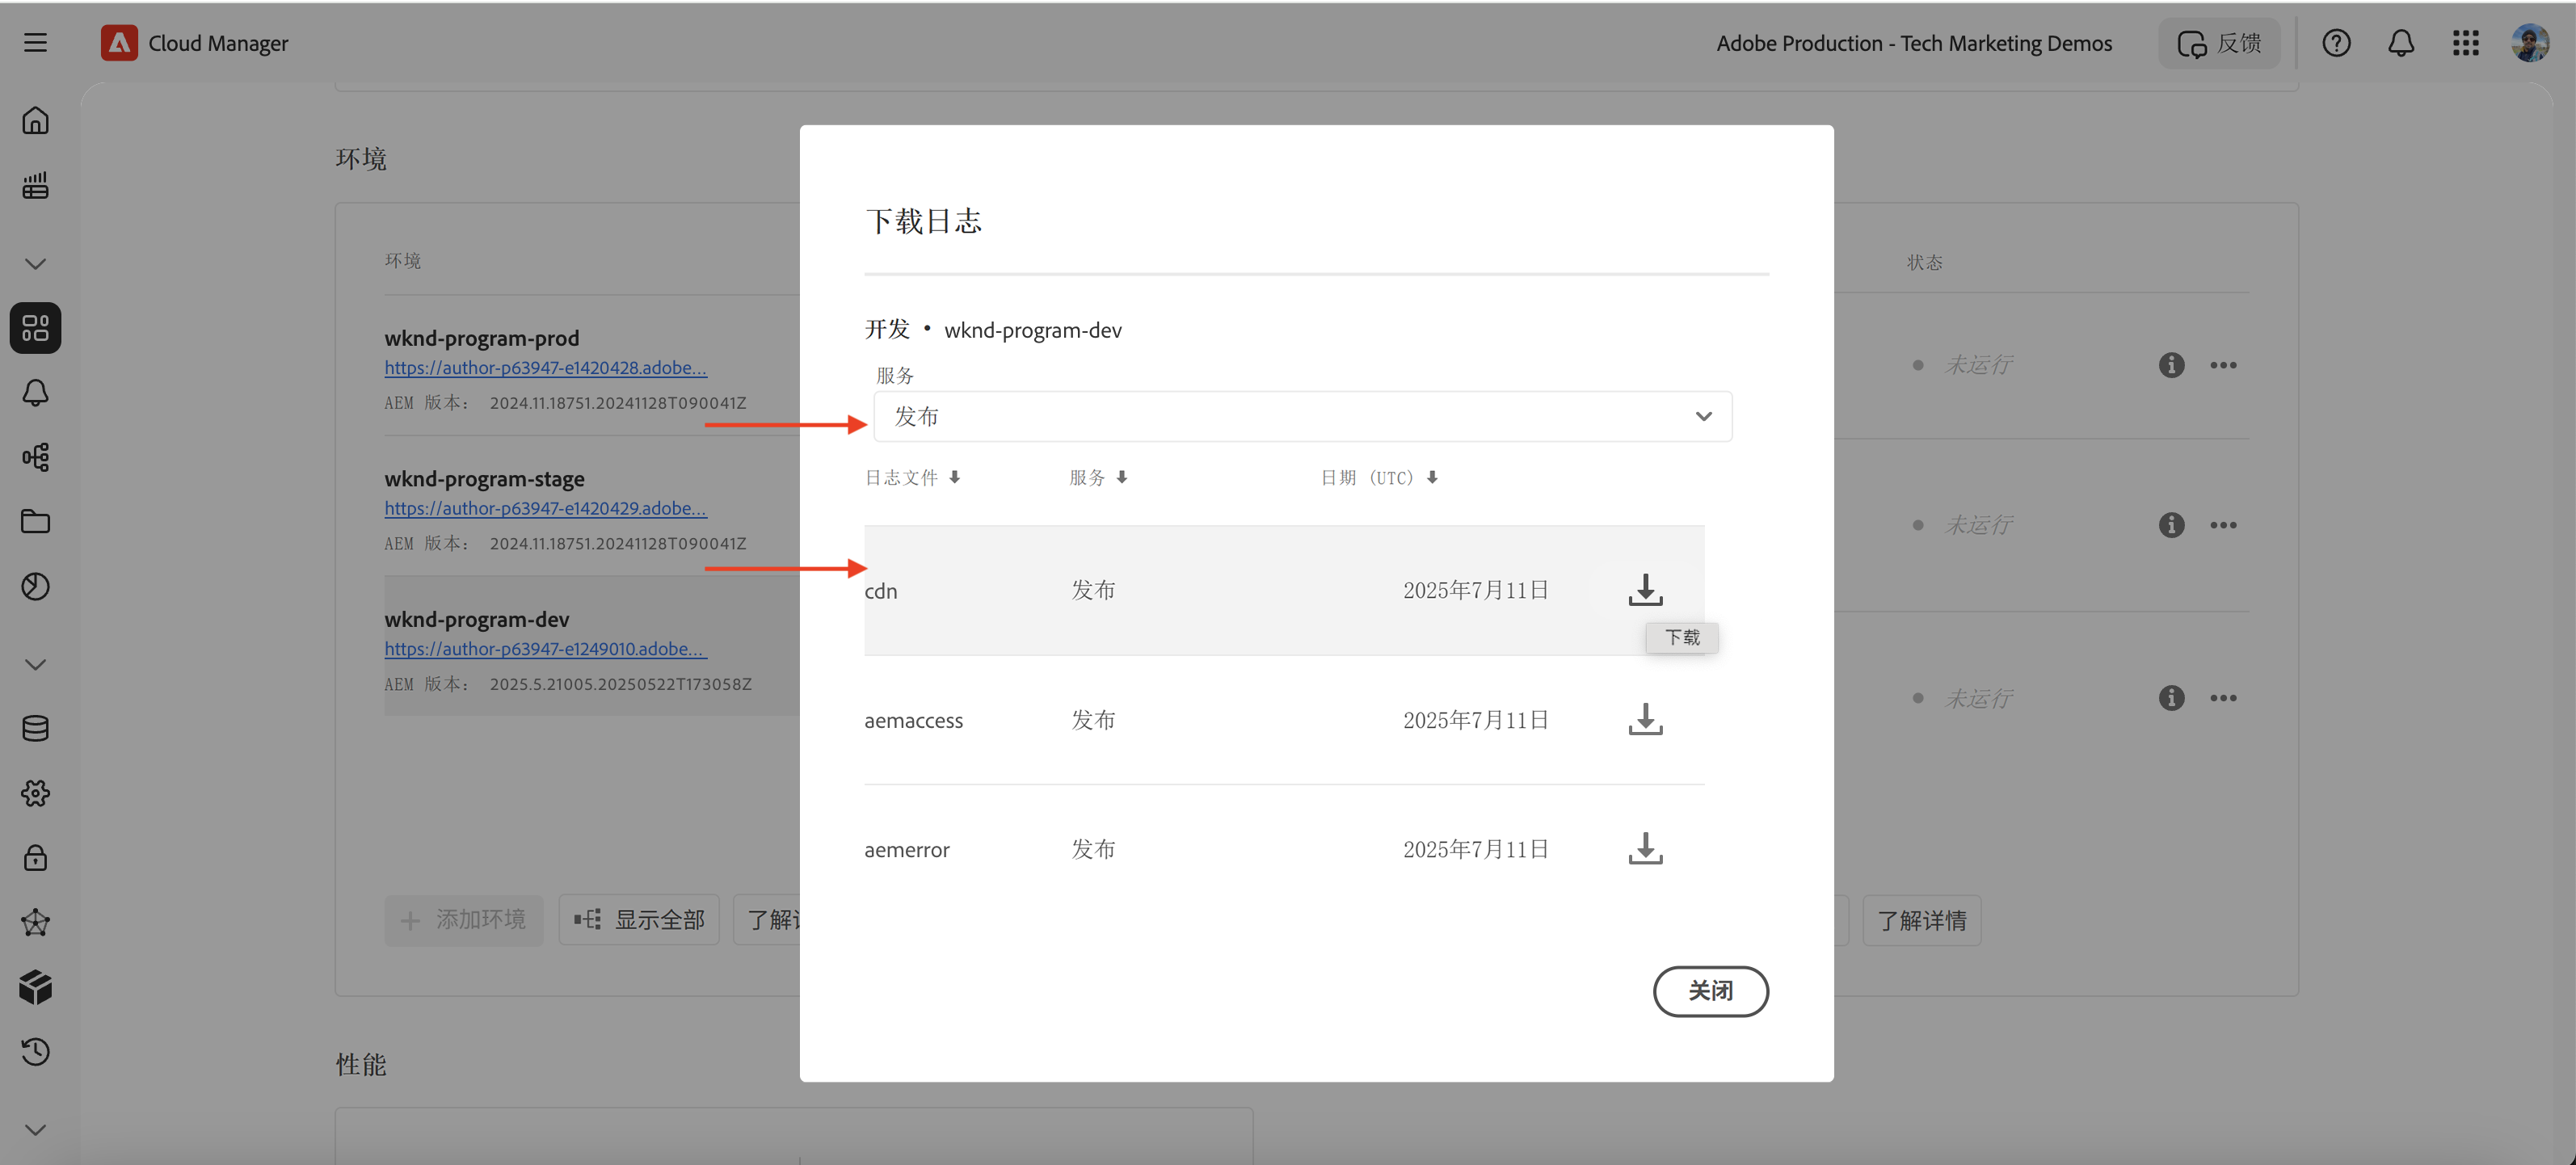 Cloud Manager
Adobe Production - Tech Marketing Demos
反馈
环境
环境
状态
wknd-program-prod
https://author-p63947-e1420428.adobe...
AEM 版本： 2024.11.18751.20241128T090041Z
未运行
wknd-program-stage
https://author-p63947-e1420429.adobe...
AEM 版本： 2024.11.18751.20241128T090041Z
未运行
wknd-program-dev
https://author-p63947-e1249010.adobe...
AEM 版本： 2025.5.21005.20250522T173058Z
未运行
添加环境
显示全部
了解
了解详情
性能
下载日志
开发 • wknd-program-dev
服务
发布
日志文件 服务 日期 (UTC)
cdn 发布 2025年7月11日
下载
aemaccess 发布 2025年7月11日
aemerror 发布 2025年7月11日
关闭